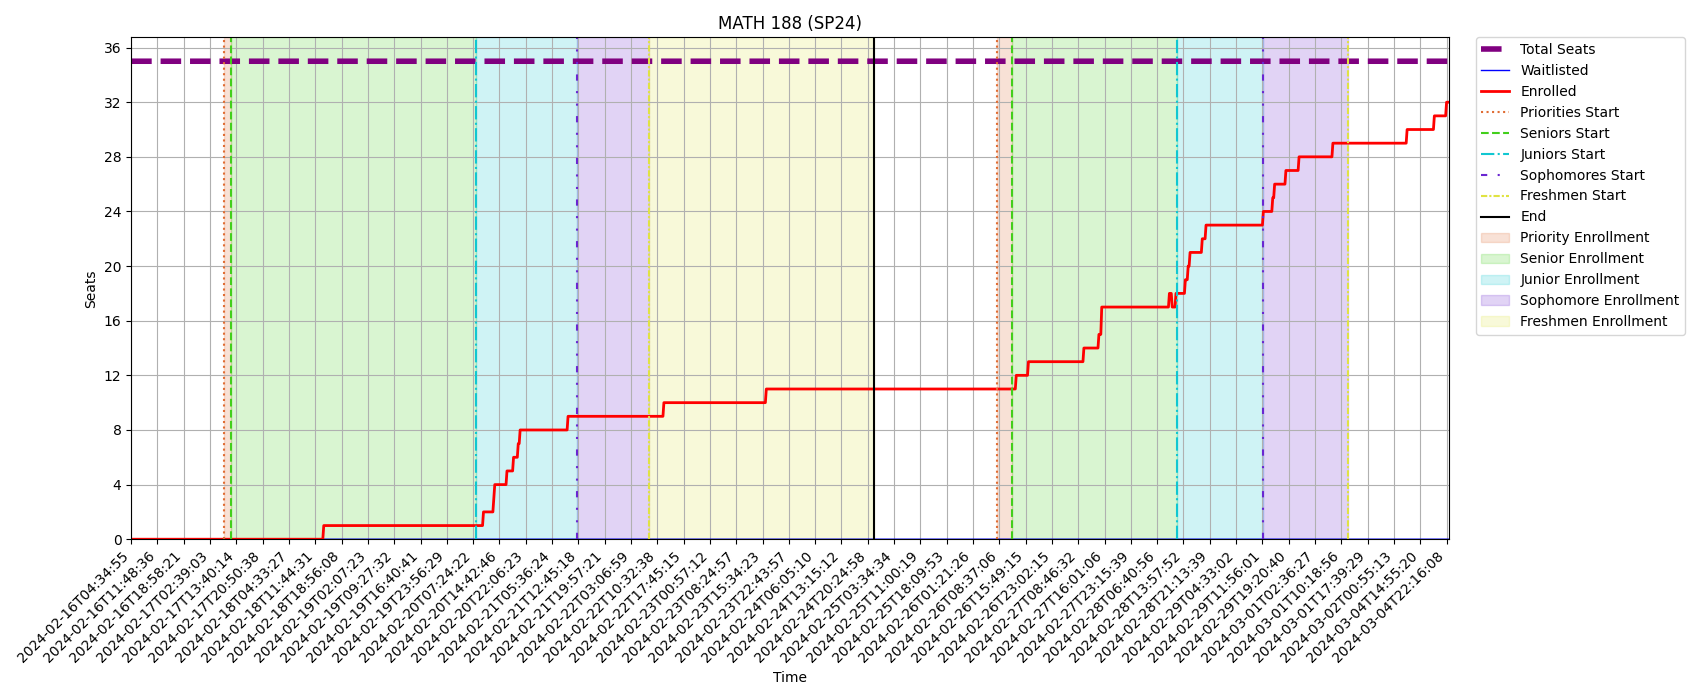 MATH 188 (SP24)
36
32
28
24
20
16
12
8
4
0
Seats
2024-02-16T04:34:55
2024-02-16T11:48:36
2024-02-16T18:58:21
2024-02-17T02:39:03
2024-02-17T13:40:14
2024-02-17T20:50:38
2024-02-18T04:33:27
2024-02-18T11:44:31
2024-02-18T18:56:08
2024-02-19T02:07:23
2024-02-19T09:27:32
2024-02-19T16:40:41
2024-02-19T23:56:29
2024-02-20T07:24:22
2024-02-20T14:42:46
2024-02-20T22:06:23
2024-02-21T05:36:24
2024-02-21T12:45:18
2024-02-21T19:57:21
2024-02-22T03:06:59
2024-02-22T10:32:38
2024-02-22T17:45:15
2024-02-23T00:57:12
2024-02-23T08:24:57
2024-02-23T15:34:23
2024-02-23T22:43:57
2024-02-24T06:05:10
2024-02-24T13:15:12
2024-02-24T20:24:58
2024-02-25T03:34:34
2024-02-25T11:00:19
2024-02-25T18:09:53
2024-02-26T01:21:26
2024-02-26T08:37:06
2024-02-26T15:49:15
2024-02-26T23:02:15
2024-02-27T08:46:32
2024-02-27T16:01:06
2024-02-27T23:15:39
2024-02-28T06:40:56
2024-02-28T13:57:52
2024-02-28T21:13:39
2024-02-29T04:33:02
2024-02-29T11:56:01
2024-02-29T19:20:40
2024-03-01T02:36:27
2024-03-01T10:18:56
2024-03-01T17:39:29
2024-03-02T00:55:13
2024-03-04T14:55:20
2024-03-04T22:16:08
Time
Total Seats
Waitlisted
Enrolled
Priorities Start
Seniors Start
Juniors Start
Sophomores Start
Freshmen Start
End
Priority Enrollment
Senior Enrollment
Junior Enrollment
Sophomore Enrollment
Freshmen Enrollment